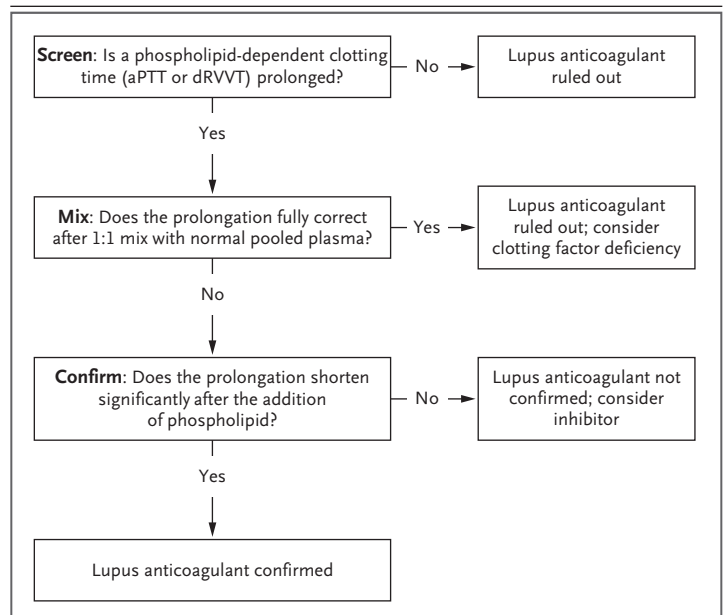 Screen: Is a phospholipid-dependent clotting
time (aPTT or dRVVT) prolonged?
No
Lupus anticoagulant
ruled out
Yes
Mix: Does the prolongation fully correct
after 1:1 mix with normal pooled plasma?
Yes
Lupus anticoagulant
ruled out; consider
clotting factor deficiency
No
Confirm: Does the prolongation shorten
significantly after the addition
of phospholipid?
No
Lupus anticoagulant not
confirmed; consider
inhibitor
Yes
Lupus anticoagulant confirmed